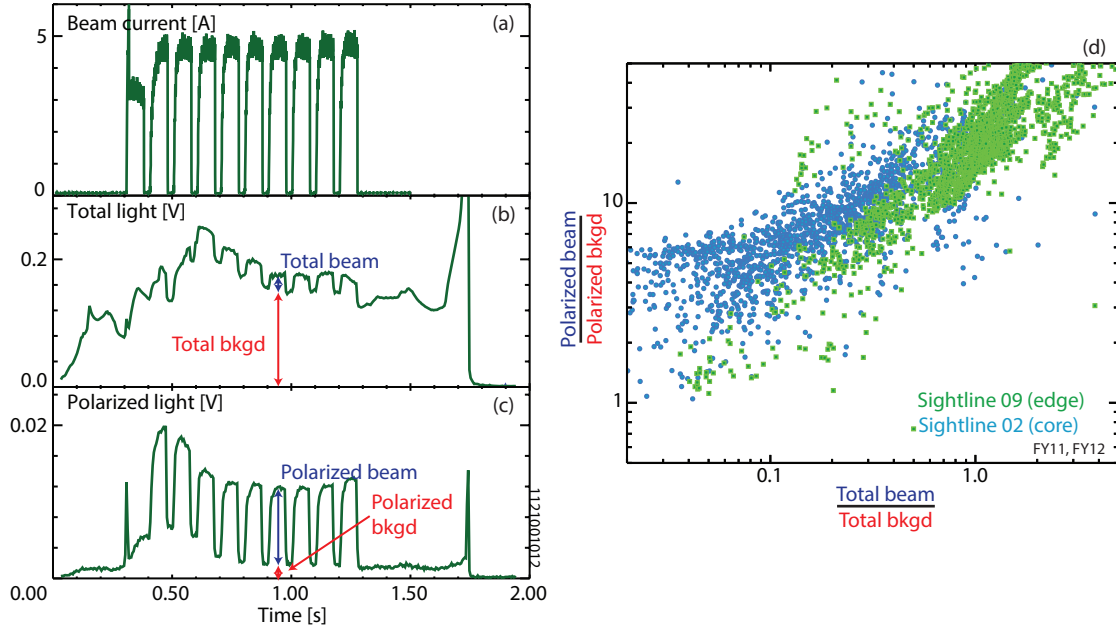 Beam current [A]
(a)
5
0
Total light [V]
(b)
0.2
Total beam
Total bkgd
0.0
Polarized light [V]
(c)
0.02
Polarized beam
Polarized
bkgd
1121001012
0.00
0.50
1.00
1.50
2.00
Time [s]
(d)
10
1
Polarized beam
Polarized bkgd
Sightline 09 (edge)
Sightline 02 (core)
FY11, FY12
0.1
1.0
Total beam
Total bkgd